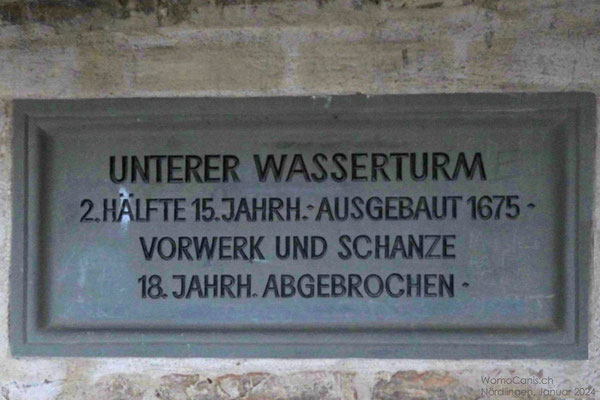 UNTERER WASSERTURM
2. HÄLFTE 15. JAHRH. - AUSGEBAUT 1675 -
VORWERK UND SCHANZE
18. JAHRH. ABGEBROCHEN -
WomoCanis.ch
Nördlingen, Januar 2024